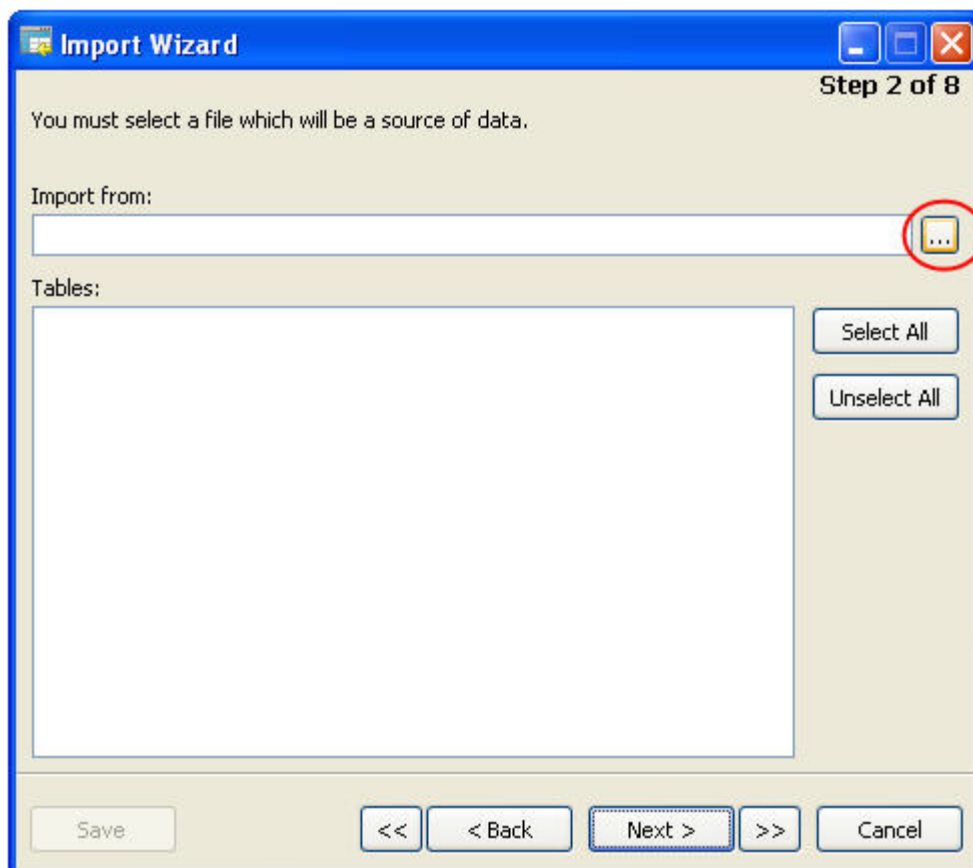 Import Wizard
Step 2 of 8
You must select a file which will be a source of data.
Import from:
...
Tables:
Select All
Unselect All
Save << < Back Next > >> Cancel